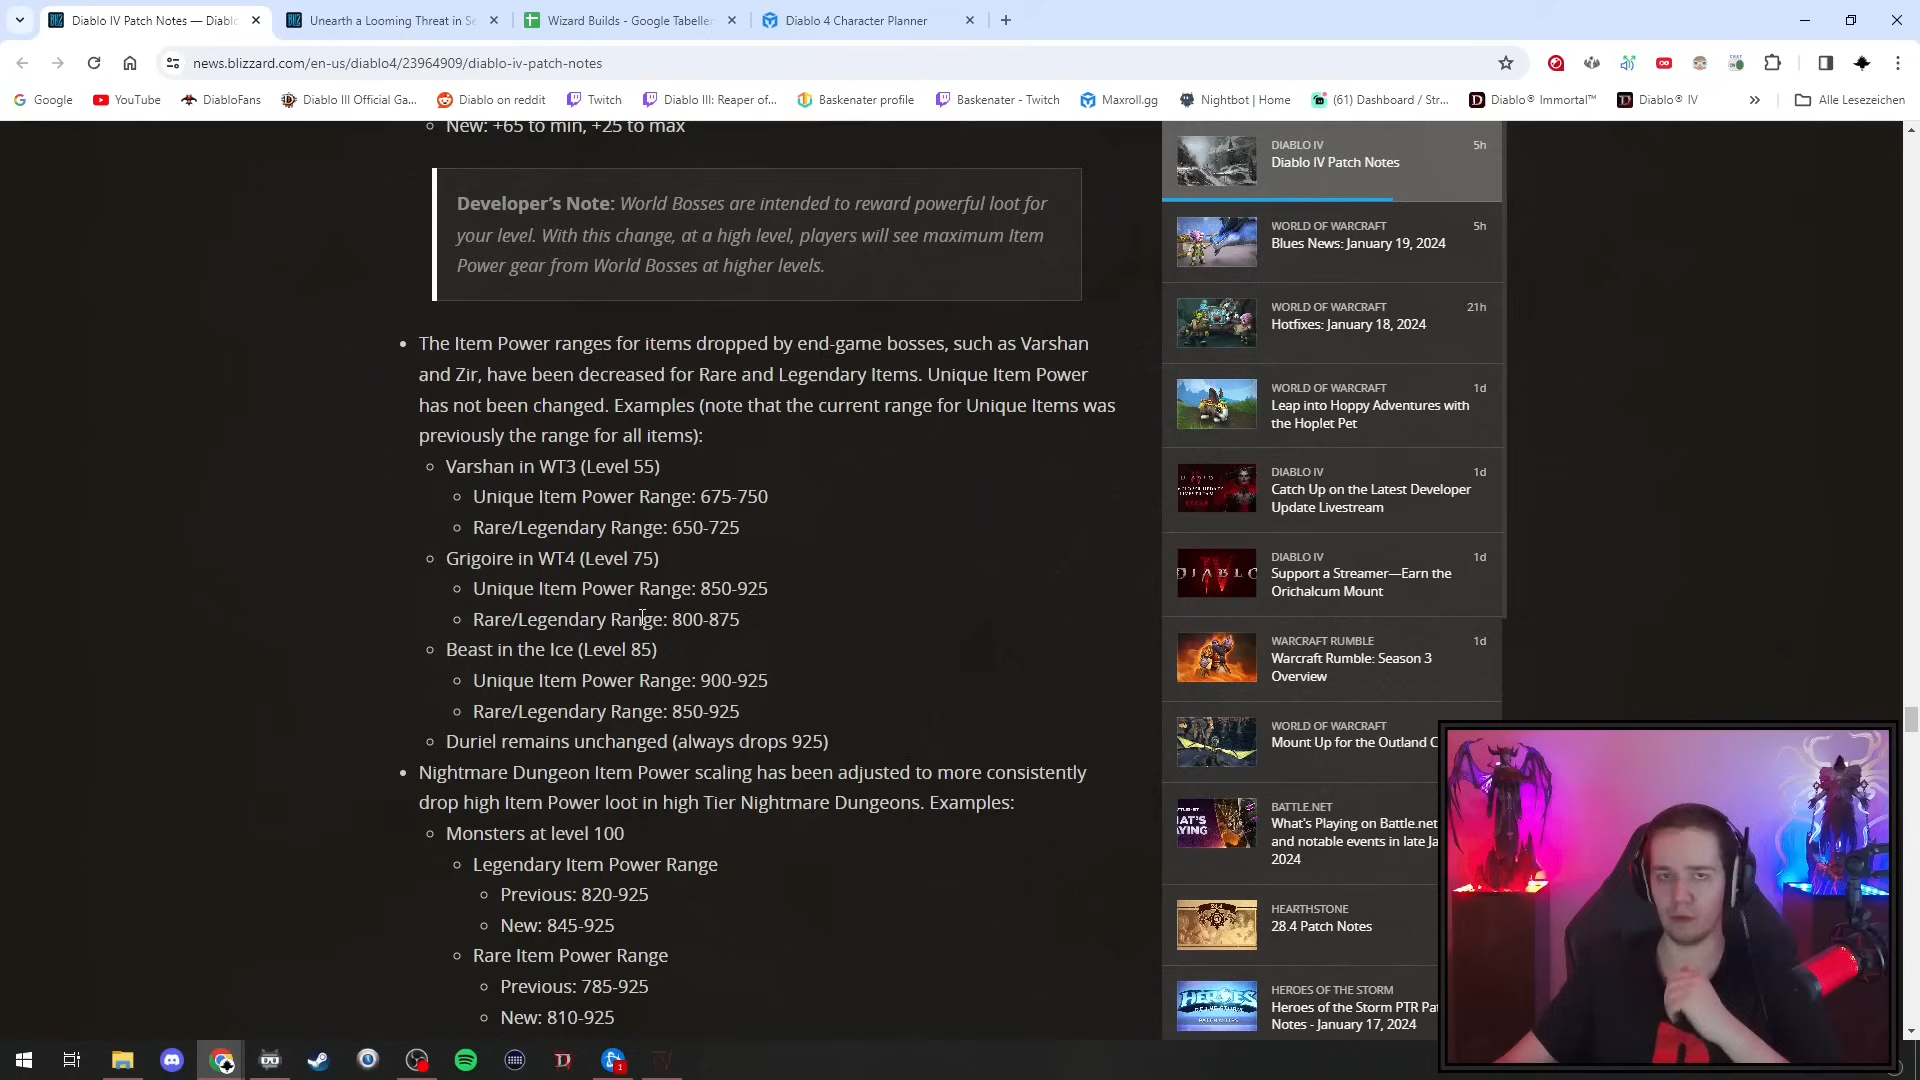 Diablo IV Patch Notes — Diablo
Unearth a Looming Threat in Se
Wizard Builds - Google Tabellen
Diablo 4 Character Planner
news.blizzard.com/en-us/diablo4/23964909/diablo-iv-patch-notes
Google
YouTube
DiabloFans
Diablo III Official Ga...
Diablo on reddit
Twitch
Diablo III: Reaper of...
Baskenater profile
Baskenater - Twitch
Maxroll.gg
Nightbot | Home
(61) Dashboard / Str...
Diablo® Immortal™
Diablo® IV
Alle Lesezeichen
New: +65 to min, +25 to max
Developer's Note: World Bosses are intended to reward powerful loot for
your level. With this change, at a high level, players will see maximum Item
Power gear from World Bosses at higher levels.
The Item Power ranges for items dropped by end-game bosses, such as Varshan
and Zir, have been decreased for Rare and Legendary Items. Unique Item Power
has not been changed. Examples (note that the current range for Unique Items was
previously the range for all items):
Varshan in WT3 (Level 55)
Unique Item Power Range: 675-750
Rare/Legendary Range: 650-725
Grigoire in WT4 (Level 75)
Unique Item Power Range: 850-925
Rare/Legendary Range: 800-875
Beast in the Ice (Level 85)
Unique Item Power Range: 900-925
Rare/Legendary Range: 850-925
Duriel remains unchanged (always drops 925)
Nightmare Dungeon Item Power scaling has been adjusted to more consistently
drop high Item Power loot in high Tier Nightmare Dungeons. Examples:
Monsters at level 100
Legendary Item Power Range
Previous: 820-925
New: 845-925
Rare Item Power Range
Previous: 785-925
New: 810-925
DIABLO IV 5h
Diablo IV Patch Notes
WORLD OF WARCRAFT 5h
Blues News: January 19, 2024
WORLD OF WARCRAFT 21h
Hotfixes: January 18, 2024
WORLD OF WARCRAFT 1d
Leap into Hoppy Adventures with
the Hoplet Pet
DIABLO IV 1d
Catch Up on the Latest Developer
Update Livestream
DIABLO IV 1d
Support a Streamer—Earn the
Orichalcum Mount
WARCRAFT RUMBLE 1d
Warcraft Rumble: Season 3
Overview
WORLD OF WARCRAFT
Mount Up for the Outland C
BATTLE.NET
What's Playing on Battle.net
and notable events in late Ja
2024
HEARTHSTONE
28.4 Patch Notes
HEROES OF THE STORM
Heroes of the Storm PTR Pat
Notes - January 17, 2024